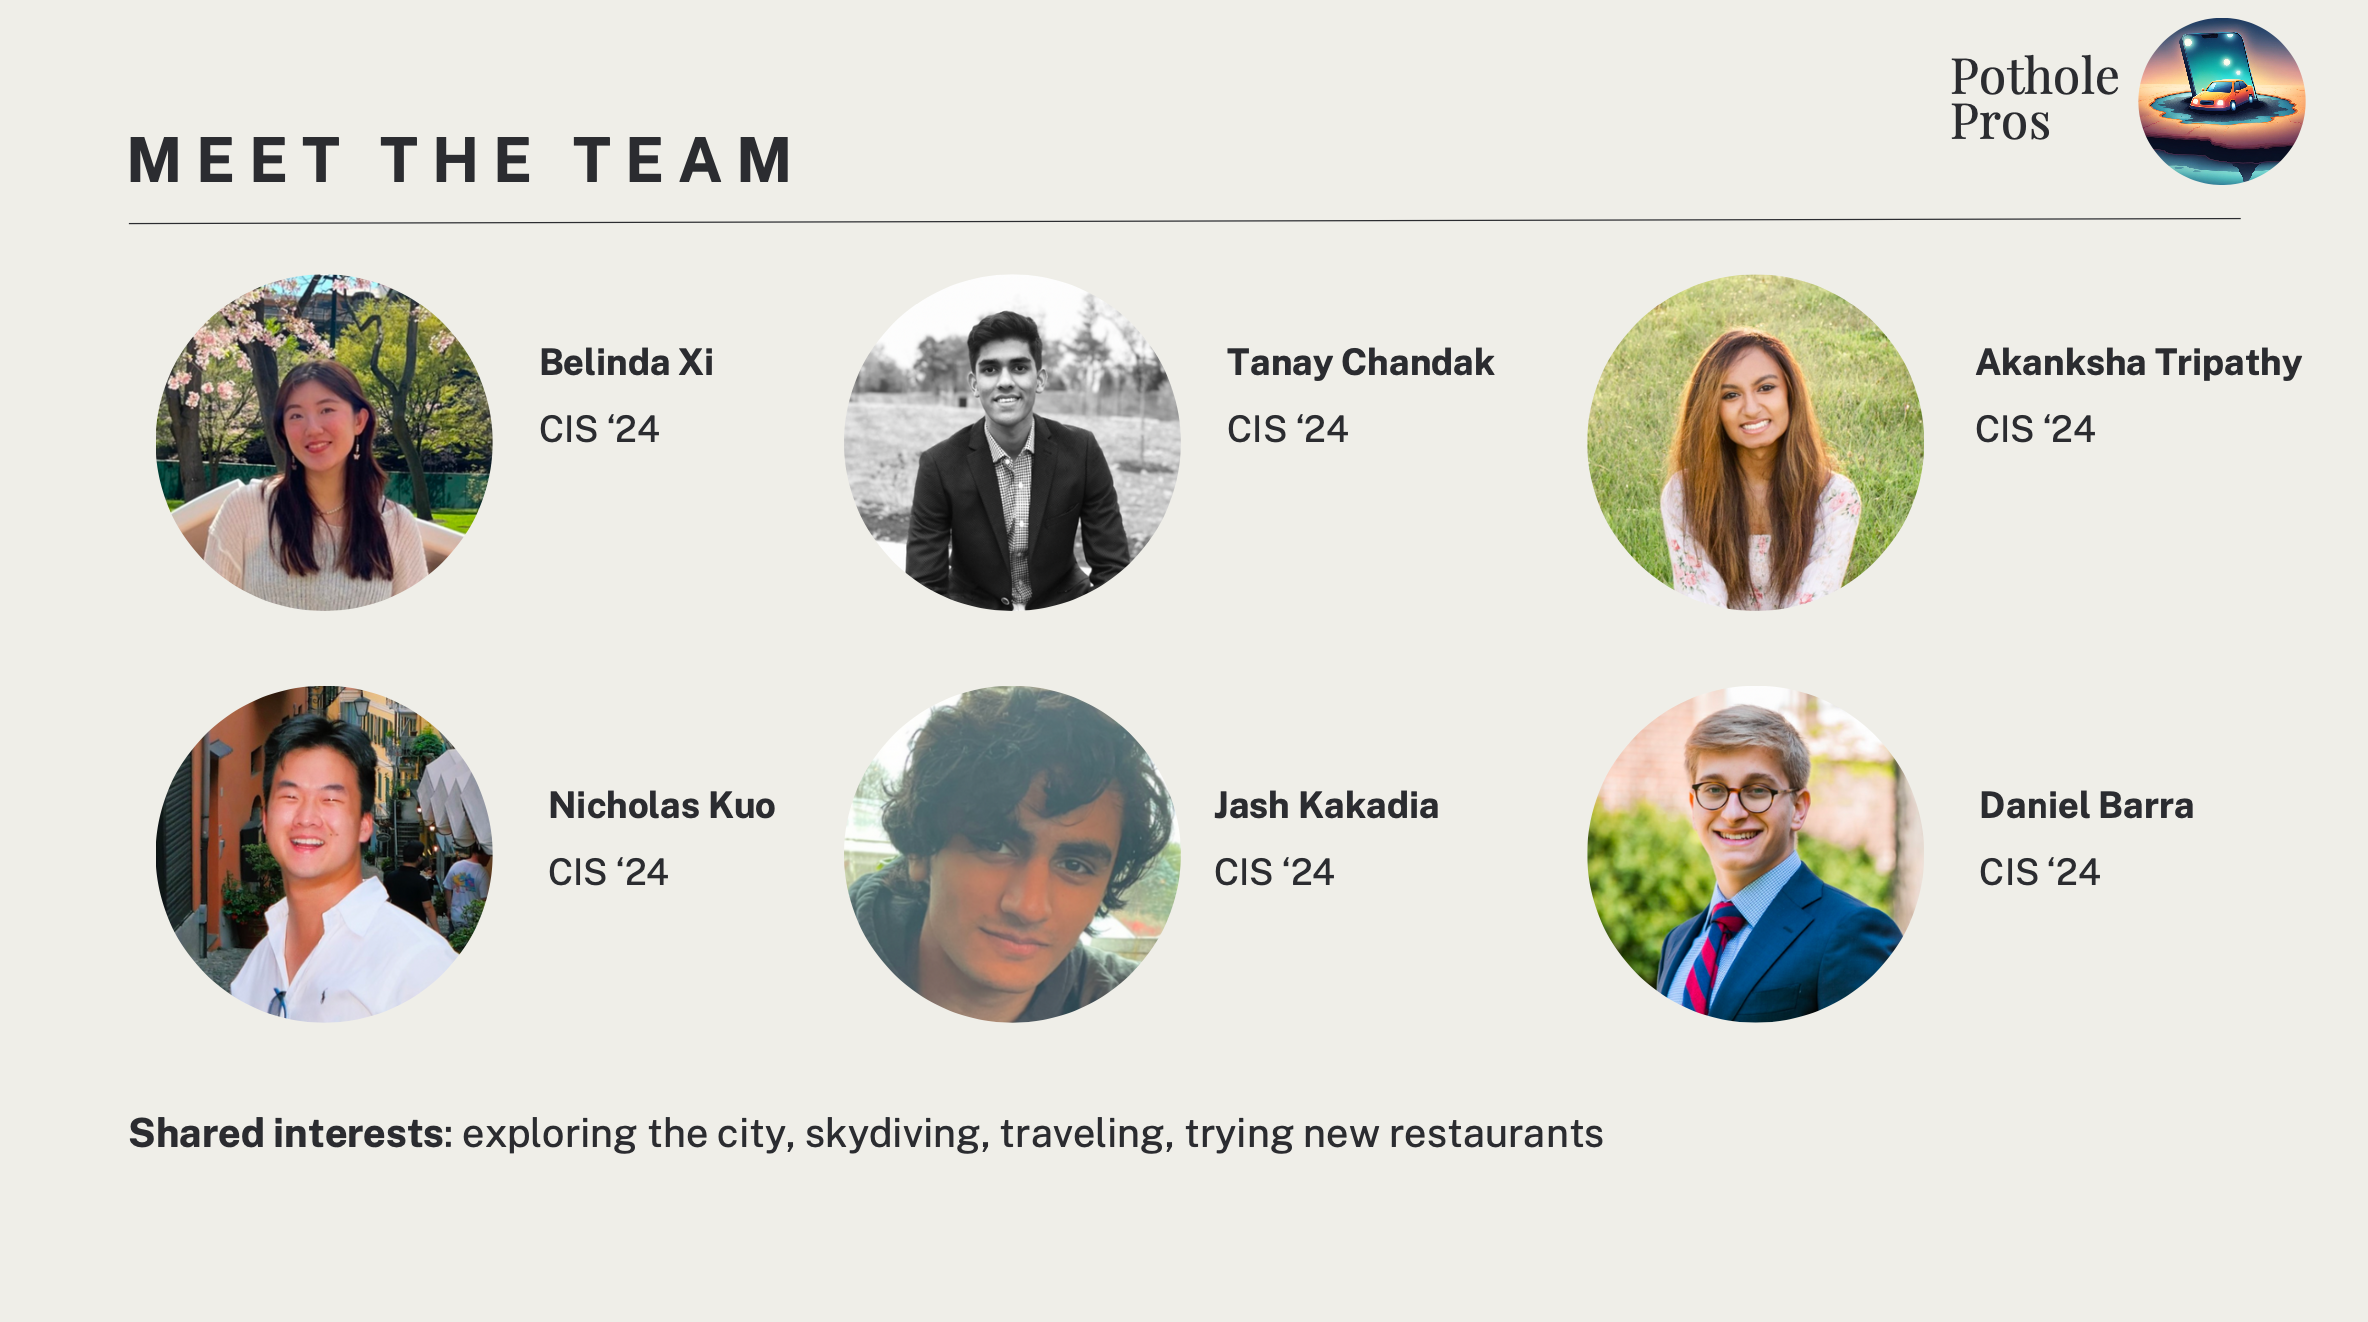 Pothole
Pros
MEET THE TEAM
Belinda Xi
CIS ‘24
Tanay Chandak
CIS ‘24
Akanksha Tripathy
CIS ‘24
Nicholas Kuo
CIS ‘24
Jash Kakadia
CIS ‘24
Daniel Barra
CIS ‘24
Shared interests: exploring the city, skydiving, traveling, trying new restaurants